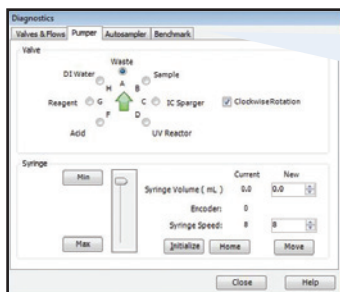 Diagnostics
Valves & Flows Pumper Autosampler Benchmark
Valve
Waste
DI Water Sample
H A B
Reagent G C IC Sparger ClockwiseRotation
F D
Acid UV Reactor
Syringe
Min Current New
Syringe Volume ( mL ) 0.0 0.0
Encoder: 0
Syringe Speed: 8 8
Max Initialize Home Move
Close Help